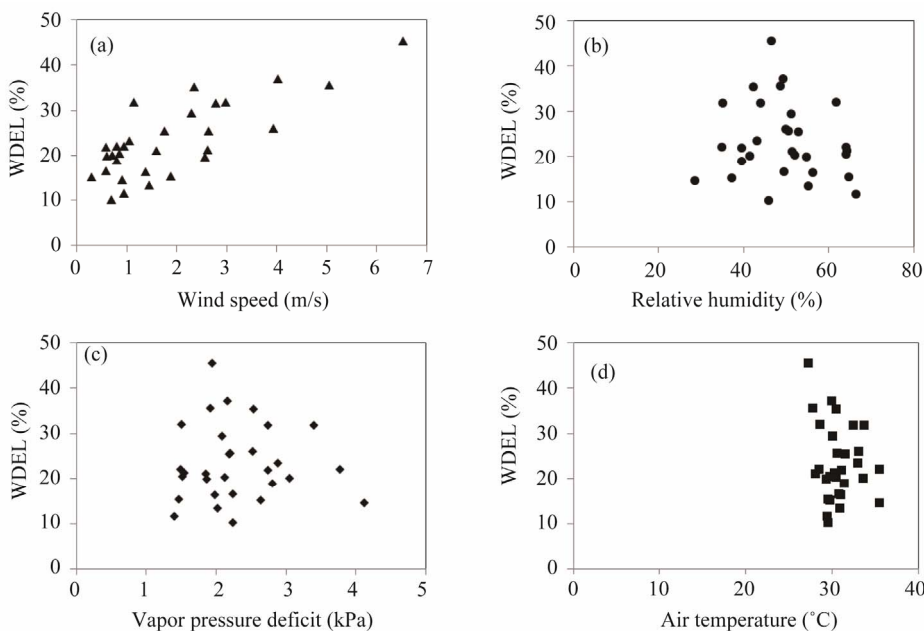 50
40
30
20
10
0
WDEL (%)
(a)
0 1 2 3 4 5 6 7
Wind speed (m/s)
50
40
30
20
10
0
WDEL (%)
(b)
0 20 40 60 80
Relative humidity (%)
50
40
30
20
10
0
WDEL (%)
(c)
0 1 2 3 4 5
Vapor pressure deficit (kPa)
50
40
30
20
10
0
WDEL (%)
(d)
0 10 20 30 40
Air temperature (˚C)